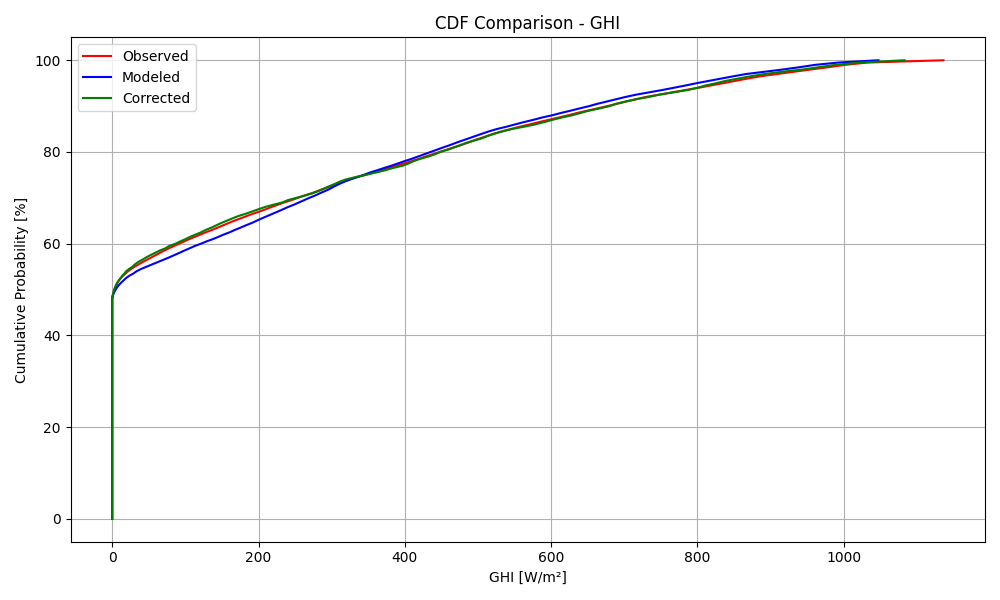 CDF Comparison - GHI
Observed
Modeled
Corrected
Cumulative Probability [%]
100
80
60
40
20
0
0 200 400 600 800 1000
GHI [W/m²]